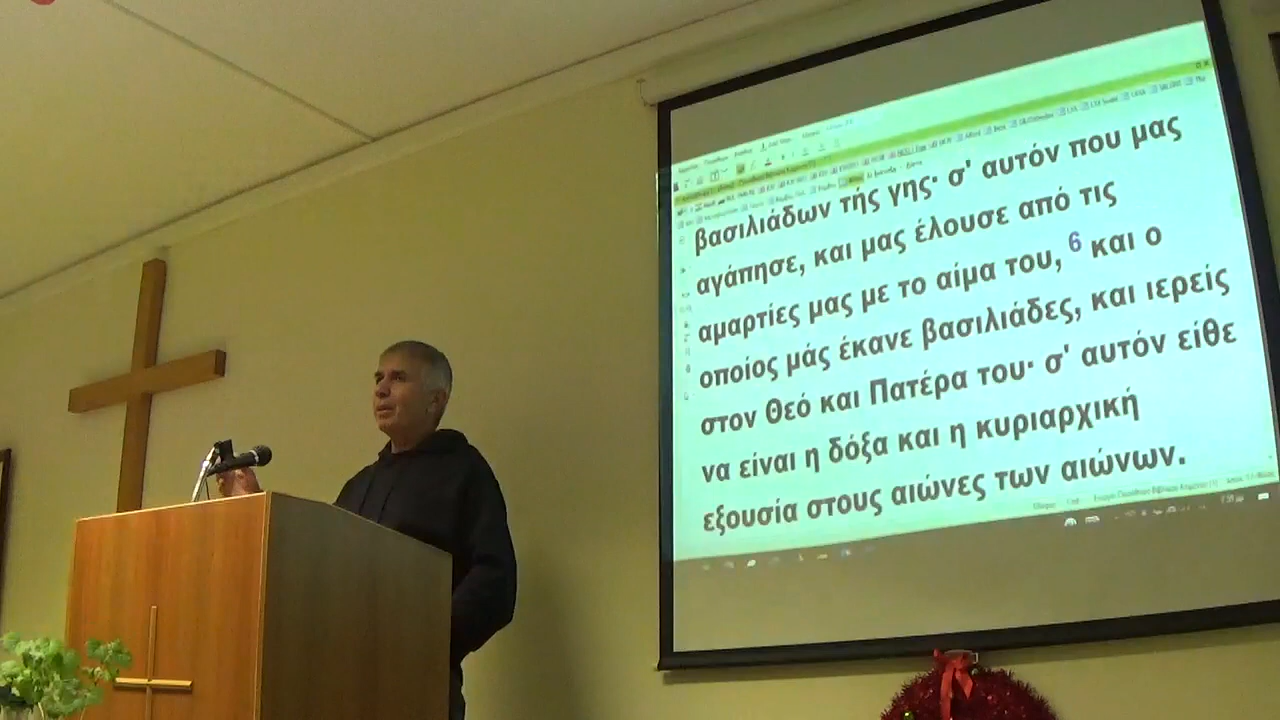 βασιλιάδων τής γης· σ' αυτόν που μας
αγάπησε, και μας έλουσε από τις
αμαρτίες μας με το αίμα του, 6 και ο
οποίος μάς έκανε βασιλιάδες, και ιερείς
στον Θεό και Πατέρα του· σ' αυτόν είθε
να είναι η δόξα και η κυριαρχική
εξουσία στους αιώνες των αιώνων.